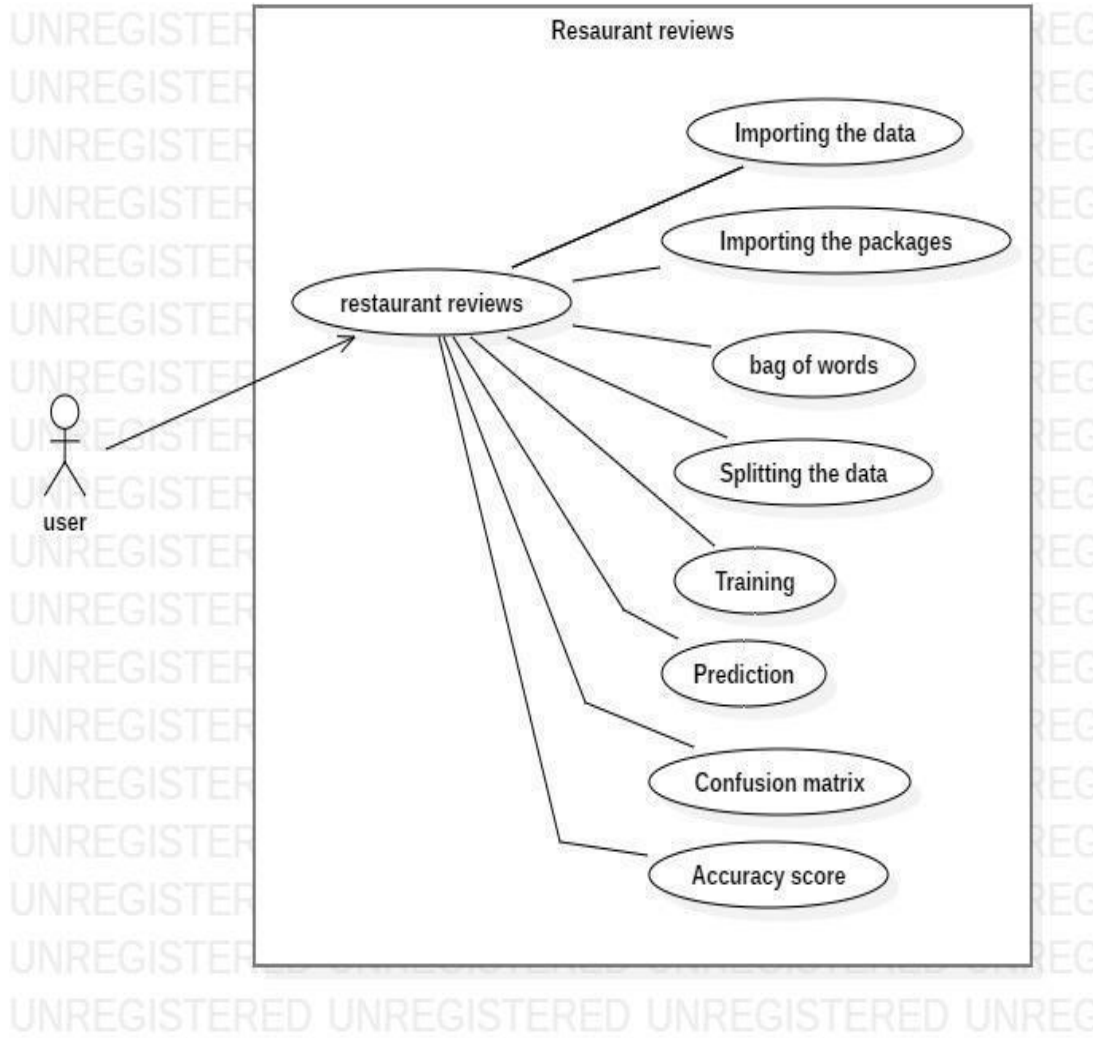 Resaurant reviews
Importing the data
Importing the packages
restaurant reviews
bag of words
Splitting the data
user
Training
Prediction
Confusion matrix
Accuracy score
UNREGISTERED UNREGISTERED UNREGISTERED UNREG